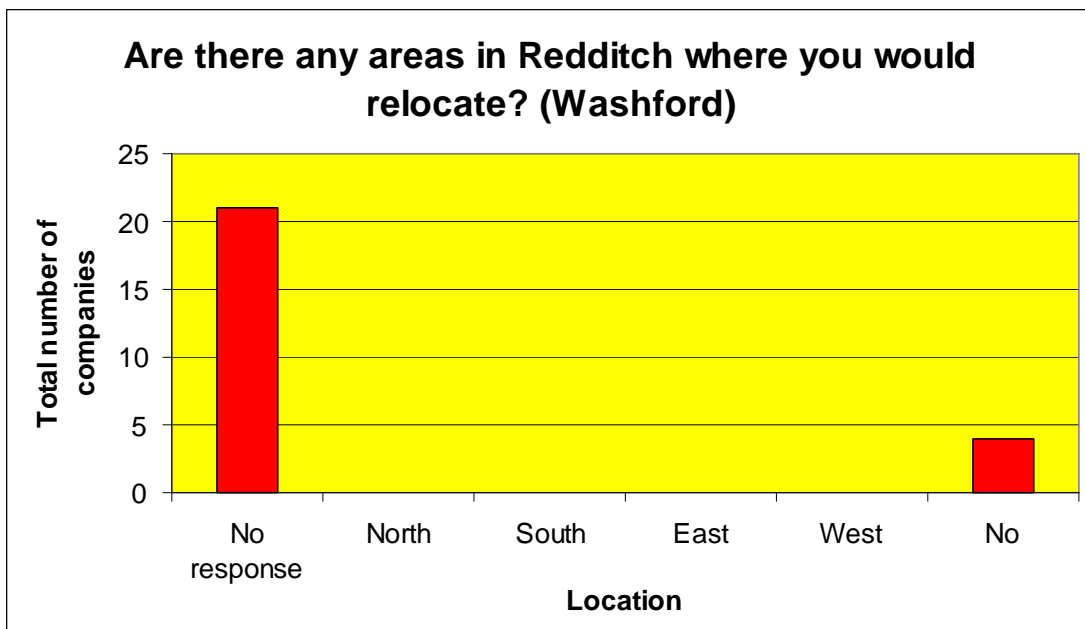 Are there any areas in Redditch where you would
relocate? (Washford)
Total number of
companies
25
20
15
10
5
0
No
response
North
South
East
West
No
Location